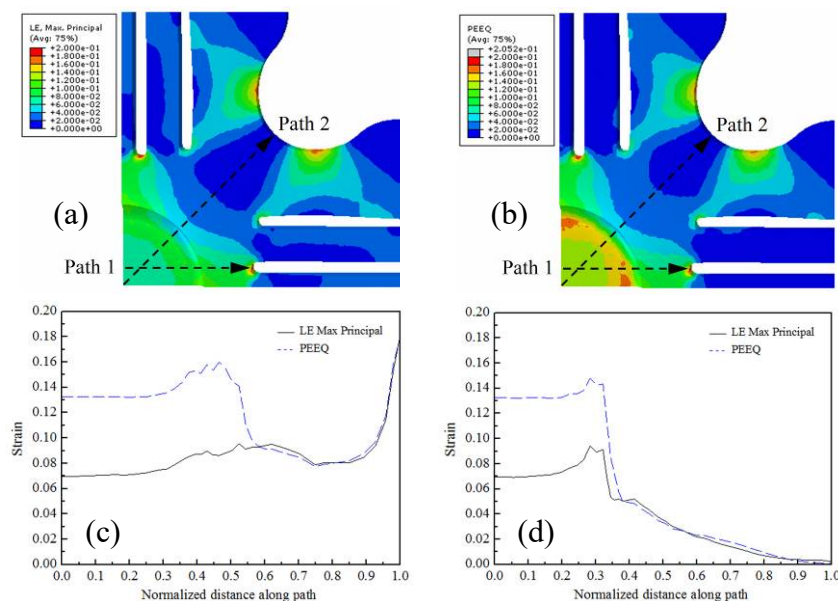 LE, Max. Principal
(Avg: 75%)
+2.000e-01
+1.800e-01
+1.600e-01
+1.400e-01
+1.200e-01
+1.000e-01
+8.000e-02
+6.000e-02
+4.000e-02
+2.000e-02
+0.000e+00
Path 2
(a)
Path 1
PEEQ
(Avg: 75%)
+2.052e-01
+2.000e-01
+1.800e-01
+1.600e-01
+1.400e-01
+1.200e-01
+1.000e-01
+8.000e-02
+6.000e-02
+4.000e-02
+2.000e-02
+0.000e+00
Path 2
(b)
Path 1
0.20
0.18
0.16
0.14
0.12
0.10
0.08
0.06
0.04
0.02
0.00
Strain
LE Max Principal
PEEQ
(c)
0.0 0.1 0.2 0.3 0.4 0.5 0.6 0.7 0.8 0.9 1.0
Normalized distance along path
0.20
0.18
0.16
0.14
0.12
0.10
0.08
0.06
0.04
0.02
0.00
Strain
LE Max Principal
PEEQ
(d)
0.0 0.1 0.2 0.3 0.4 0.5 0.6 0.7 0.8 0.9 1.0
Normalized distance along path